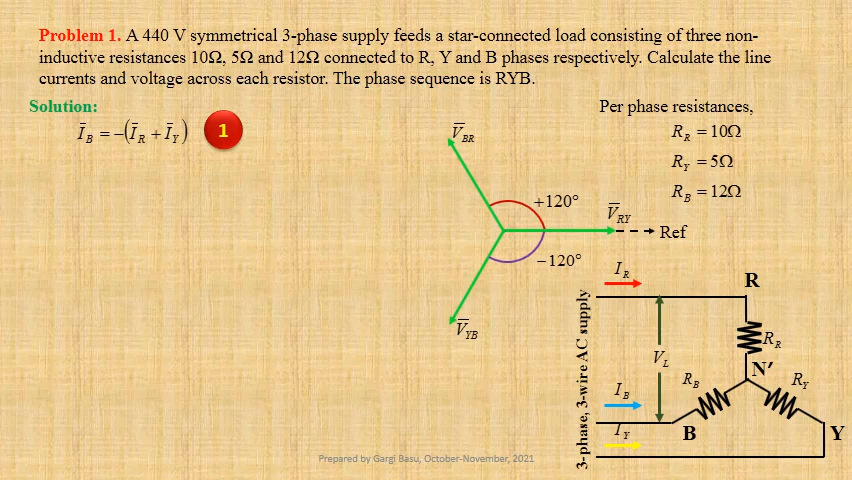 Problem 1. A 440 V symmetrical 3-phase supply feeds a star-connected load consisting of three non-
inductive resistances 10Ω, 5Ω and 12Ω connected to R, Y and B phases respectively. Calculate the line
currents and voltage across each resistor. The phase sequence is RYB.
Solution:
Per phase resistances,
Ī_B = −(Ī_R + Ī_Y) 1
R_R = 10Ω
R_Y = 5Ω
R_B = 12Ω
V̅_BR
+120°
V̅_RY
Ref
−120°
V̅_YB
I_R
R
3-phase, 3-wire AC supply
R_R
V_L
N′
R_B
R_Y
I_B
I_Y
B
Y
Prepared by Gargi Basu, October-November, 2021